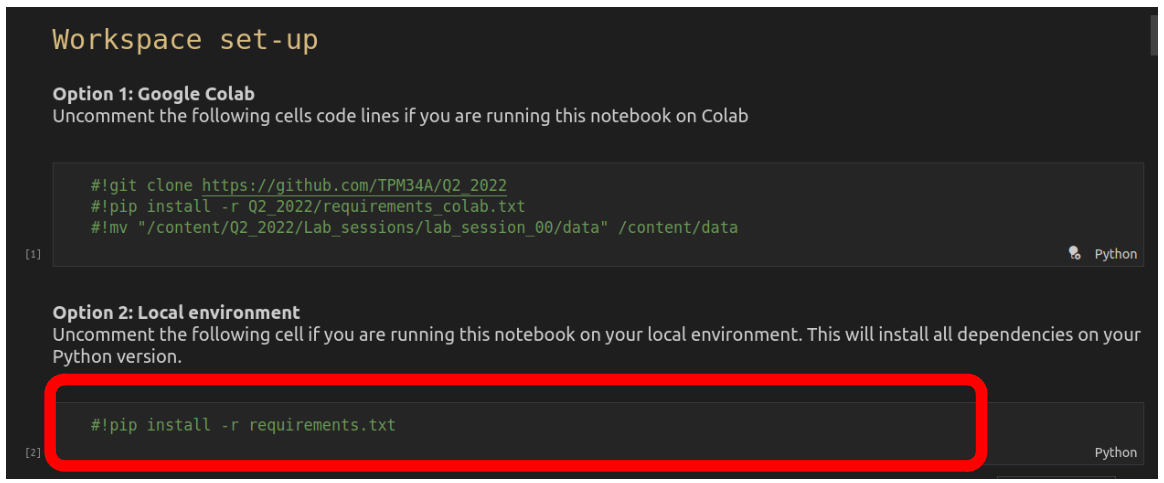 Workspace set-up
Option 1: Google Colab
Uncomment the following cells code lines if you are running this notebook on Colab
#!git clone https://github.com/TPM34A/Q2_2022
#!pip install -r Q2_2022/requirements_colab.txt
#!mv "/content/Q2_2022/Lab_sessions/lab_session_00/data" /content/data
[1]
Python
Option 2: Local environment
Uncomment the following cell if you are running this notebook on your local environment. This will install all dependencies on your
Python version.
#!pip install -r requirements.txt
[2]
Python